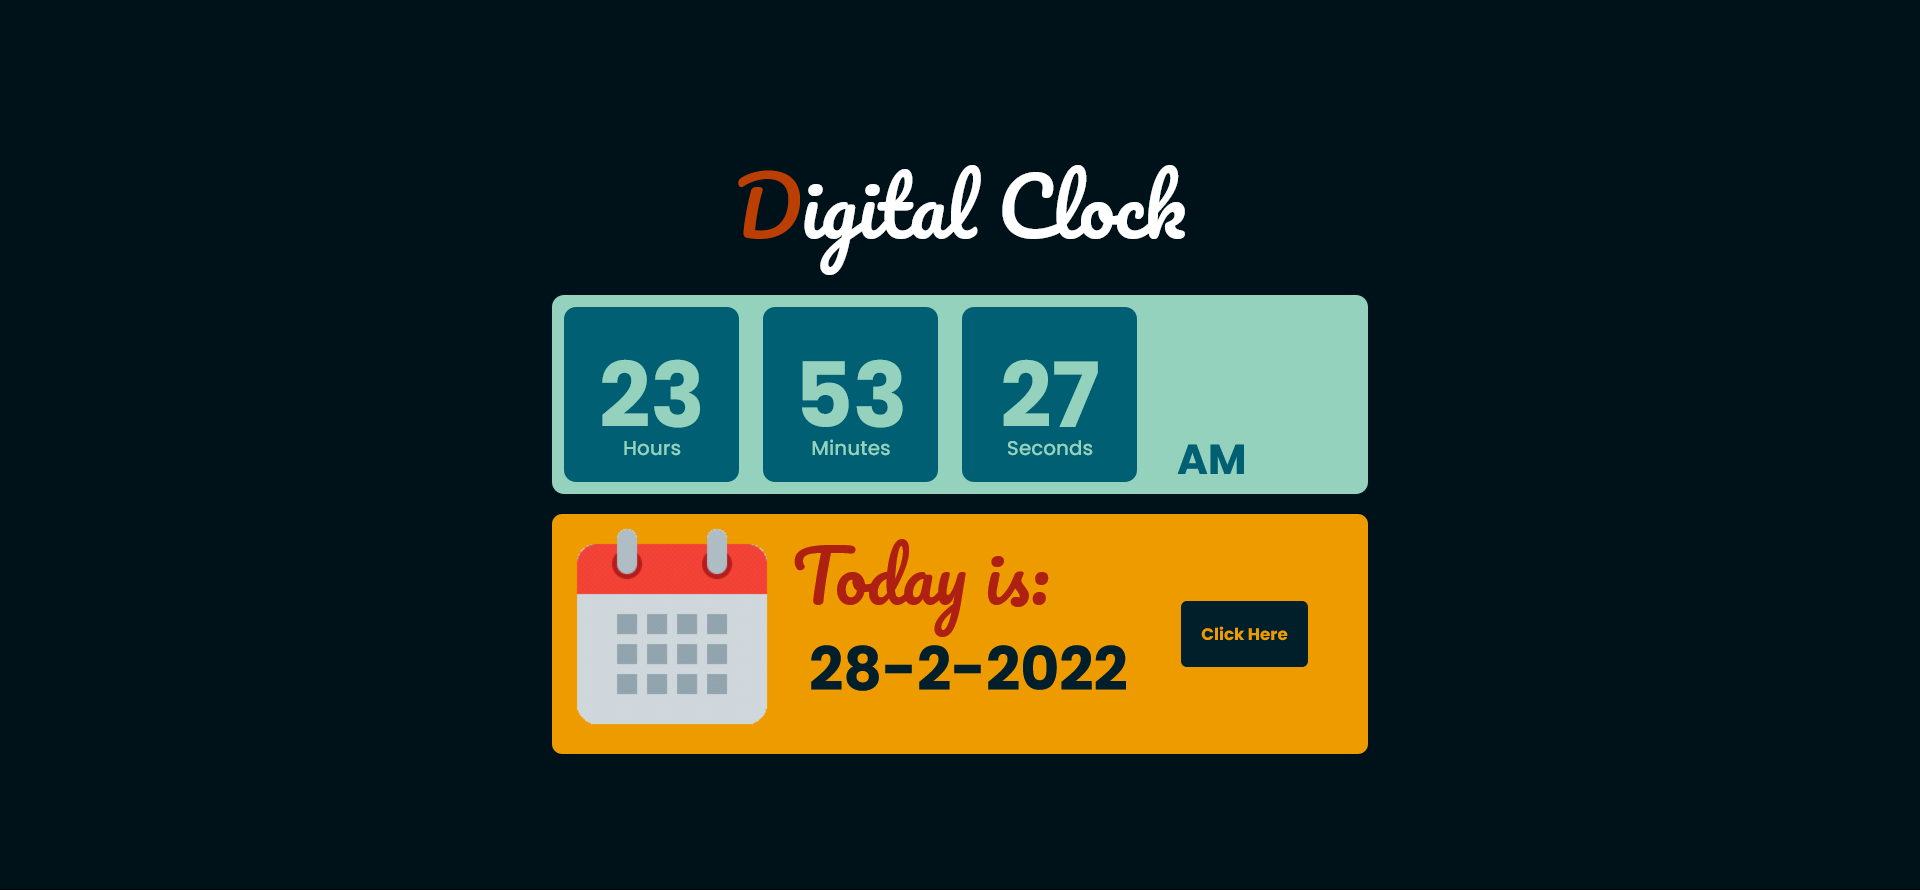 Digital Clock
23 53 27
Hours Minutes Seconds
AM
Today is:
28-2-2022
Click Here